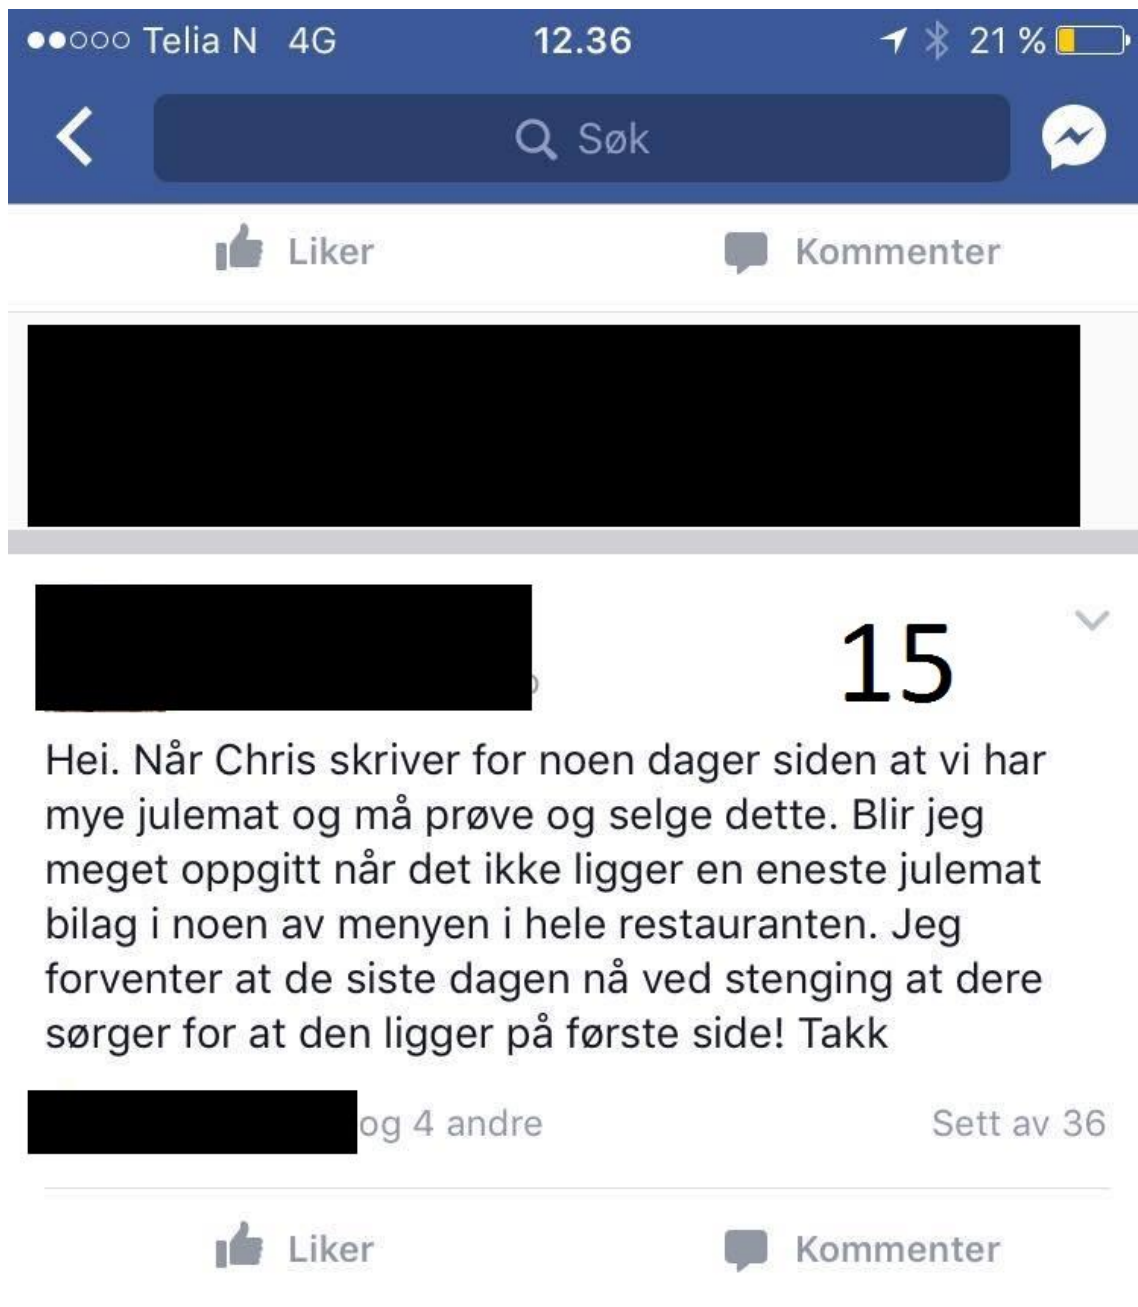 Telia N 4G 12.36 21 %
Søk
Liker Kommenter
15
Hei. Når Chris skriver for noen dager siden at vi har
mye julemat og må prøve og selge dette. Blir jeg
meget oppgitt når det ikke ligger en eneste julemat
bilag i noen av menyen i hele restauranten. Jeg
forventer at de siste dagen nå ved stenging at dere
sørger for at den ligger på første side! Takk
og 4 andre Sett av 36
Liker Kommenter